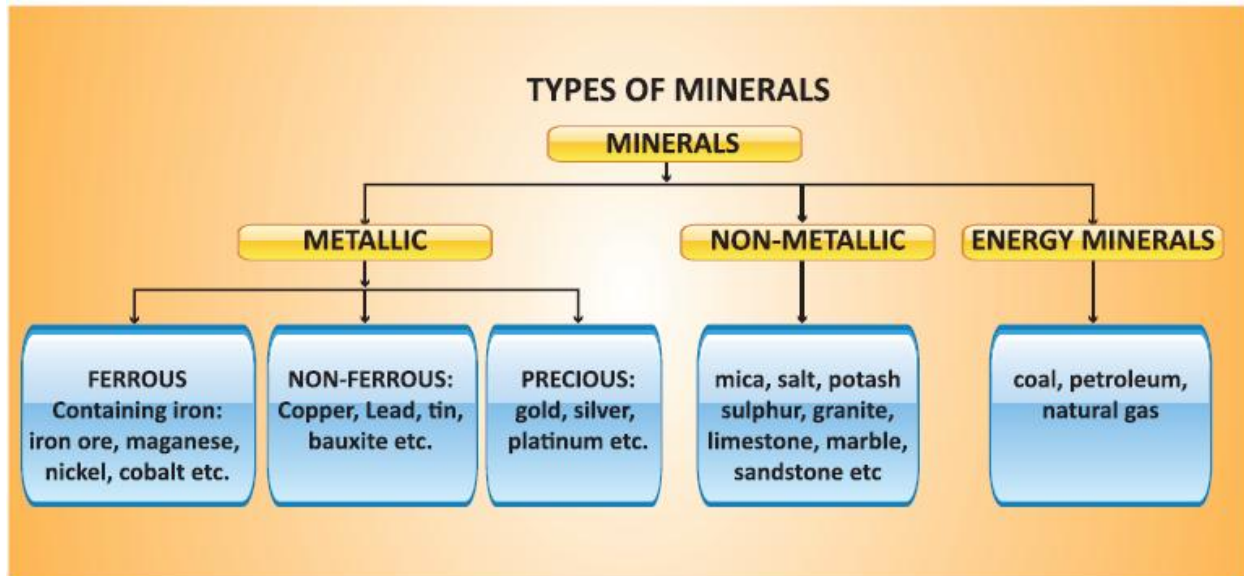 TYPES OF MINERALS
MINERALS
METALLIC
NON-METALLIC
ENERGY MINERALS
FERROUS
Containing iron:
iron ore, maganese,
nickel, cobalt etc.
NON-FERROUS:
Copper, Lead, tin,
bauxite etc.
PRECIOUS:
gold, silver,
platinum etc.
mica, salt, potash
sulphur, granite,
limestone, marble,
sandstone etc
coal, petroleum,
natural gas